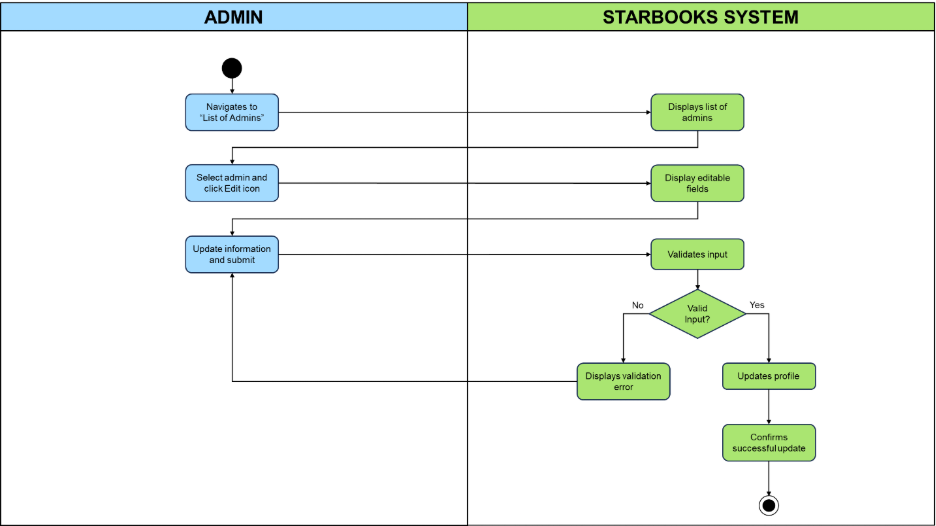 ADMIN
STARBOOKS SYSTEM
Navigates to
"List of Admins"
Displays list of
admins
Select admin and
click Edit icon
Display editable
fields
Update information
and submit
Validates input
No
Valid
Input?
Yes
Displays validation
error
Updates profile
Confirms
successful update